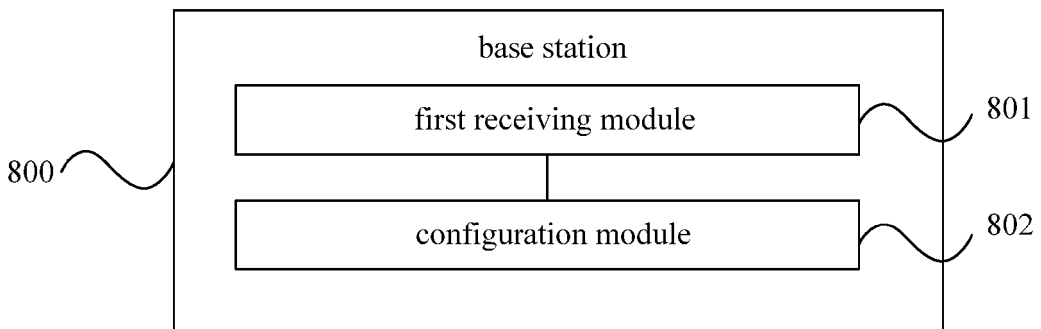 base station
first receiving module
801
800
configuration module
802